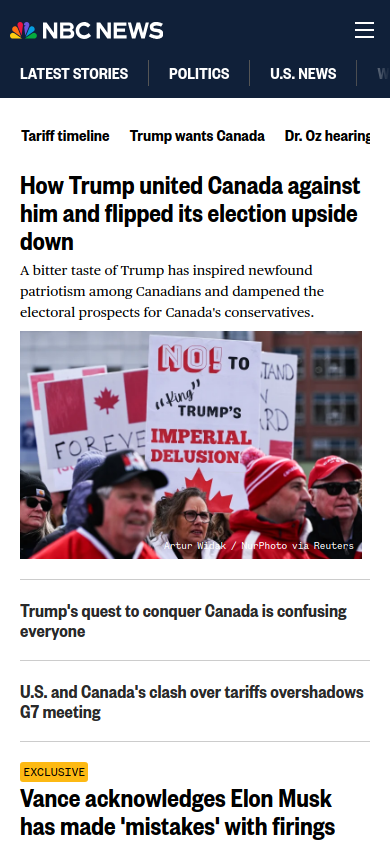 NBC NEWS
LATEST STORIES POLITICS U.S. NEWS
Tariff timeline Trump wants Canada Dr. Oz hearing
How Trump united Canada against
him and flipped its election upside
down
A bitter taste of Trump has inspired newfound
patriotism among Canadians and dampened the
electoral prospects for Canada's conservatives.
NO! TO
"King"
TRUMP'S
IMPERIAL
DELUSION
FOREVE
STAND
Artur Widak / NurPhoto via Reuters
Trump's quest to conquer Canada is confusing
everyone
U.S. and Canada's clash over tariffs overshadows
G7 meeting
EXCLUSIVE
Vance acknowledges Elon Musk
has made 'mistakes' with firings